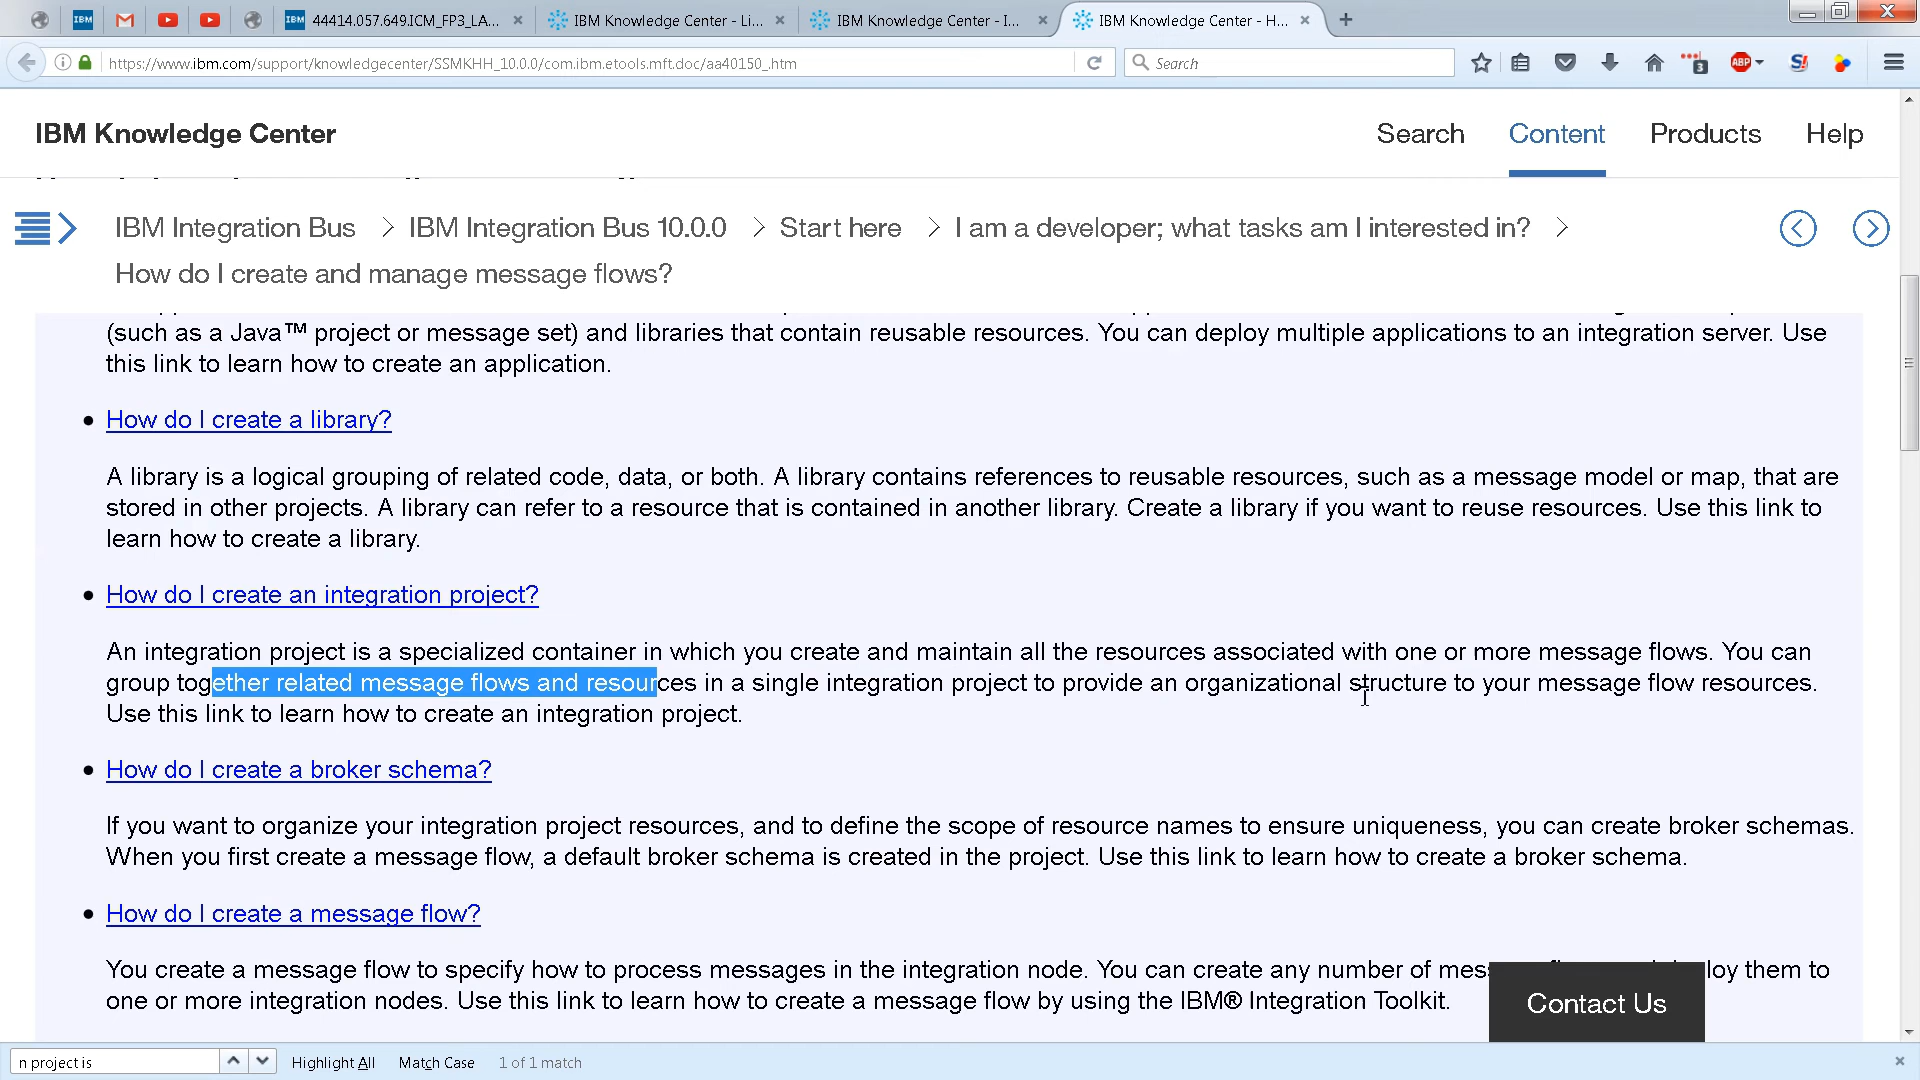 44414.057.649.ICM_FP3_LA...
IBM Knowledge Center - Li...
IBM Knowledge Center - I...
IBM Knowledge Center - H...
https://www.ibm.com/support/knowledgecenter/SSMKHH_10.0.0/com.ibm.etools.mft.doc/aa40150_.htm
Search
3
ABP
IBM Knowledge Center
Search
Content
Products
Help
IBM Integration Bus > IBM Integration Bus 10.0.0 > Start here > I am a developer; what tasks am I interested in? >
How do I create and manage message flows?
(such as a Java™ project or message set) and libraries that contain reusable resources. You can deploy multiple applications to an integration server. Use
this link to learn how to create an application.
• How do I create a library?
A library is a logical grouping of related code, data, or both. A library contains references to reusable resources, such as a message model or map, that are
stored in other projects. A library can refer to a resource that is contained in another library. Create a library if you want to reuse resources. Use this link to
learn how to create a library.
• How do I create an integration project?
An integration project is a specialized container in which you create and maintain all the resources associated with one or more message flows. You can
group together related message flows and resources in a single integration project to provide an organizational structure to your message flow resources.
Use this link to learn how to create an integration project.
• How do I create a broker schema?
If you want to organize your integration project resources, and to define the scope of resource names to ensure uniqueness, you can create broker schemas.
When you first create a message flow, a default broker schema is created in the project. Use this link to learn how to create a broker schema.
• How do I create a message flow?
You create a message flow to specify how to process messages in the integration node. You can create any number of mess loy them to
one or more integration nodes. Use this link to learn how to create a message flow by using the IBM® Integration Toolkit.
Contact Us
n project is
Highlight All
Match Case
1 of 1 match